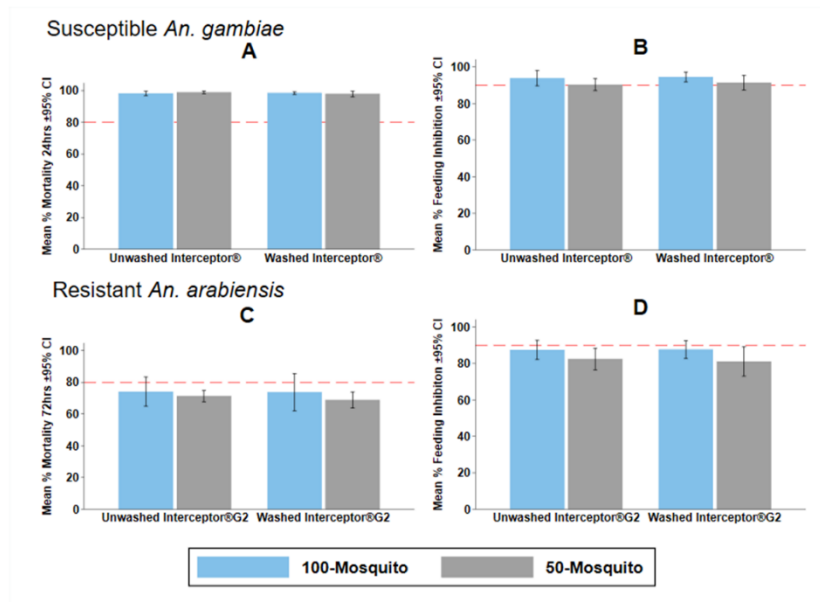 Susceptible An. gambiae
A
B
Mean % Mortality 24hrs ±95% CI
100
80
60
40
20
0
Unwashed Interceptor® Washed Interceptor®
Mean % Feeding Inhibition ±95% CI
100
80
60
40
20
0
Unwashed Interceptor® Washed Interceptor®
Resistant An. arabiensis
C
D
Mean % Mortality 72hrs ±95% CI
100
80
60
40
20
0
Unwashed Interceptor®G2 Washed Interceptor®G2
Mean % Feeding Inhibiton ±95% CI
100
80
60
40
20
0
Unwashed Interceptor®G2 Washed Interceptor®G2
100-Mosquito 50-Mosquito